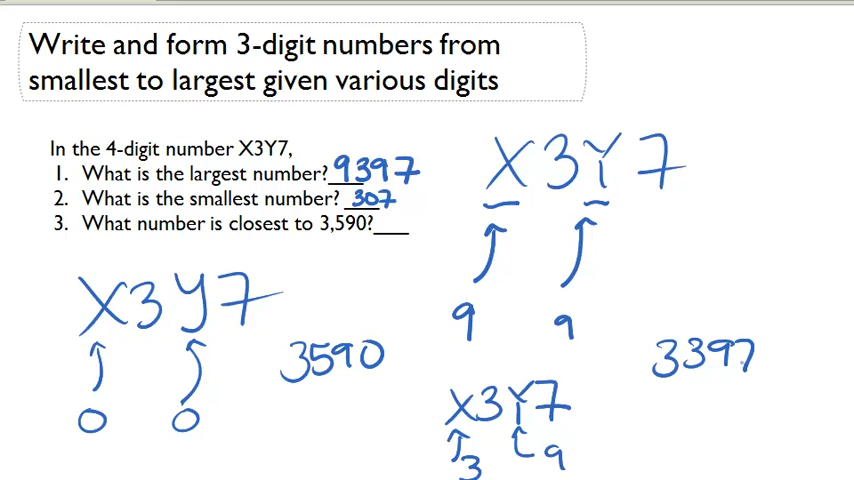 Write and form 3-digit numbers from
smallest to largest given various digits
In the 4-digit number X3Y7,
1. What is the largest number? 9397
2. What is the smallest number? 307
3. What number is closest to 3,590?___
X3Y7
9 9
X3Y7
0 0
3590
3397
X3Y7
3 9